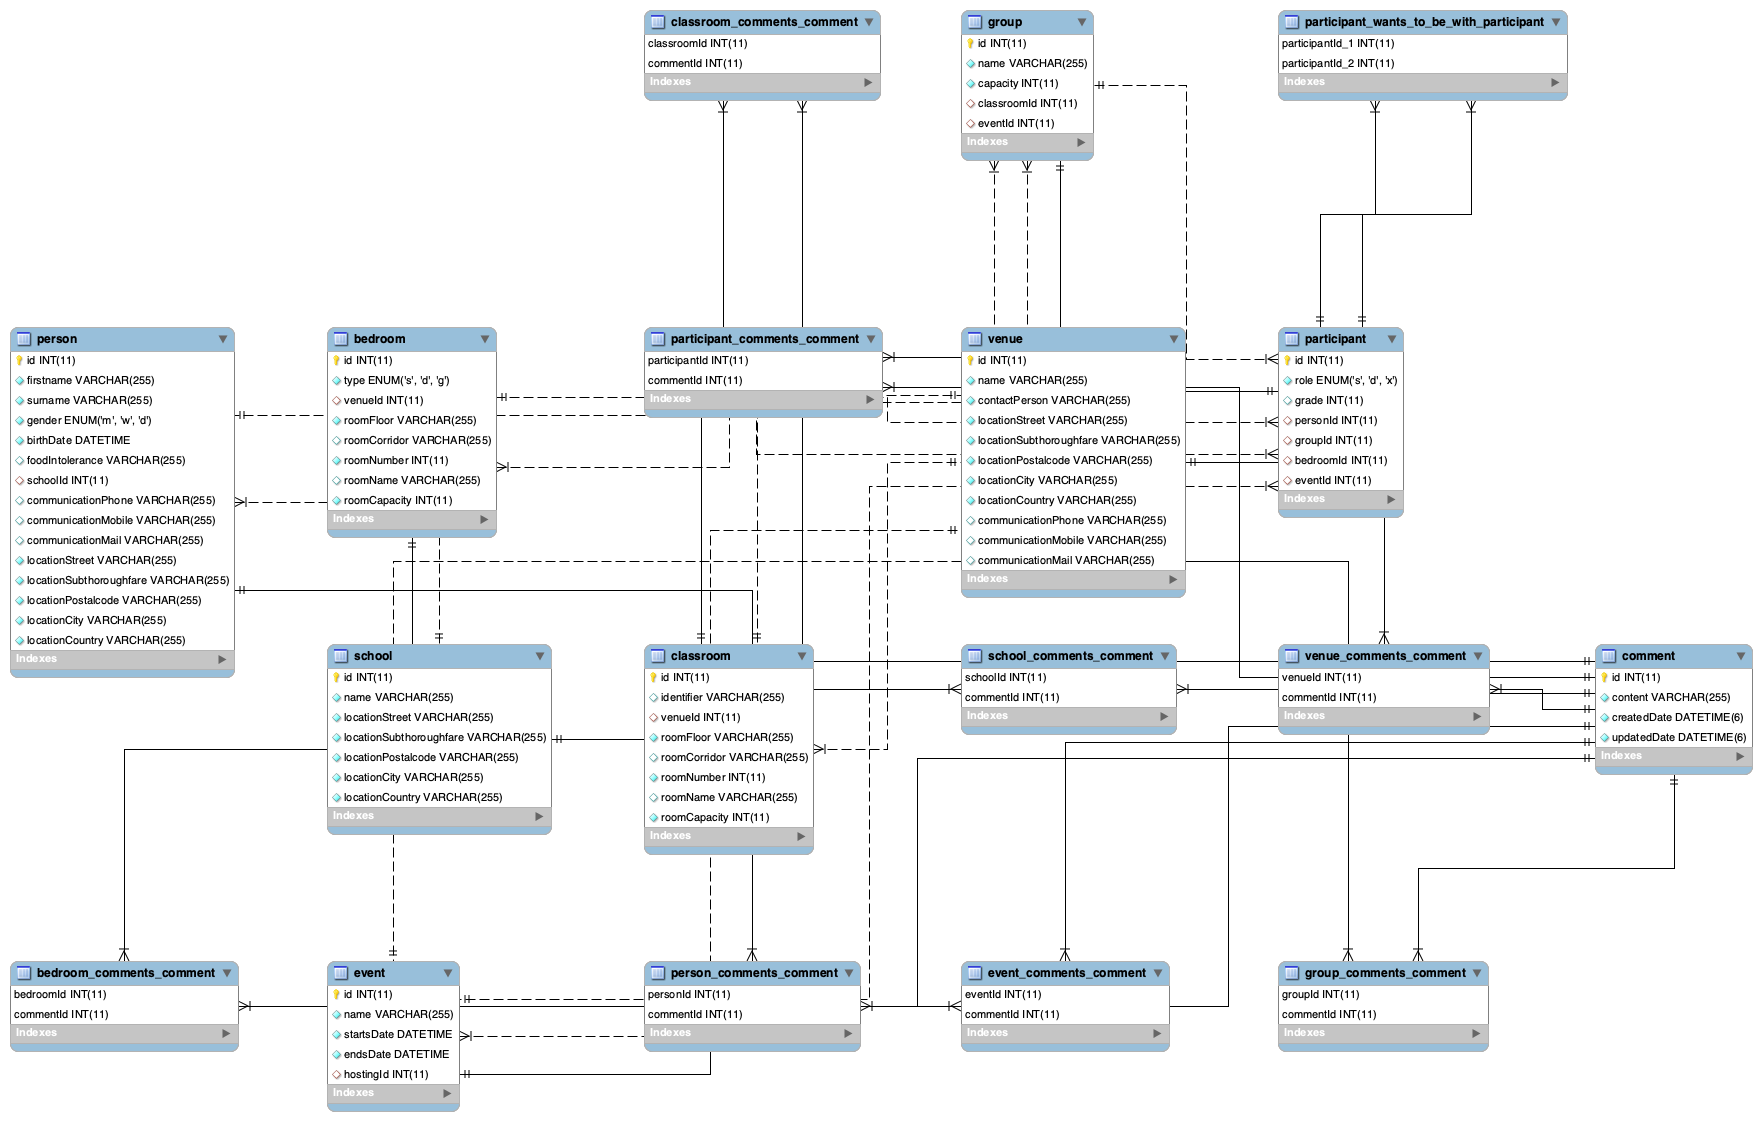 classroom_comments_comment
classroomId INT(11)
commentId INT(11)
Indexes
group
id INT(11)
name VARCHAR(255)
capacity INT(11)
classroomId INT(11)
eventId INT(11)
Indexes
participant_wants_to_be_with_participant
participantId_1 INT(11)
participantId_2 INT(11)
Indexes
person
id INT(11)
firstname VARCHAR(255)
surname VARCHAR(255)
gender ENUM('m', 'w', 'd')
birthDate DATETIME
foodIntolerance VARCHAR(255)
schoolId INT(11)
communicationPhone VARCHAR(255)
communicationMobile VARCHAR(255)
communicationMail VARCHAR(255)
locationStreet VARCHAR(255)
locationSubthoroughfare VARCHAR(255)
locationPostalcode VARCHAR(255)
locationCity VARCHAR(255)
locationCountry VARCHAR(255)
Indexes
bedroom
id INT(11)
type ENUM('s', 'd', 'g')
venueId INT(11)
roomFloor VARCHAR(255)
roomCorridor VARCHAR(255)
roomNumber INT(11)
roomName VARCHAR(255)
roomCapacity INT(11)
Indexes
participant_comments_comment
participantId INT(11)
commentId INT(11)
Indexes
venue
id INT(11)
name VARCHAR(255)
contactPerson VARCHAR(255)
locationStreet VARCHAR(255)
locationSubthoroughfare VARCHAR(255)
locationPostalcode VARCHAR(255)
locationCity VARCHAR(255)
locationCountry VARCHAR(255)
communicationPhone VARCHAR(255)
communicationMobile VARCHAR(255)
communicationMail VARCHAR(255)
Indexes
participant
id INT(11)
role ENUM('s', 'd', 'x')
grade INT(11)
personId INT(11)
groupId INT(11)
bedroomId INT(11)
eventId INT(11)
Indexes
school
id INT(11)
name VARCHAR(255)
locationStreet VARCHAR(255)
locationSubthoroughfare VARCHAR(255)
locationPostalcode VARCHAR(255)
locationCity VARCHAR(255)
locationCountry VARCHAR(255)
Indexes
classroom
id INT(11)
identifier VARCHAR(255)
venueId INT(11)
roomFloor VARCHAR(255)
roomCorridor VARCHAR(255)
roomNumber INT(11)
roomName VARCHAR(255)
roomCapacity INT(11)
Indexes
school_comments_comment
schoolId INT(11)
commentId INT(11)
Indexes
venue_comments_comment
venueId INT(11)
commentId INT(11)
Indexes
comment
id INT(11)
content VARCHAR(255)
createdDate DATETIME(6)
updatedDate DATETIME(6)
Indexes
bedroom_comments_comment
bedroomId INT(11)
commentId INT(11)
Indexes
event
id INT(11)
name VARCHAR(255)
startsDate DATETIME
endsDate DATETIME
hostingId INT(11)
Indexes
person_comments_comment
personId INT(11)
commentId INT(11)
Indexes
event_comments_comment
eventId INT(11)
commentId INT(11)
Indexes
group_comments_comment
groupId INT(11)
commentId INT(11)
Indexes